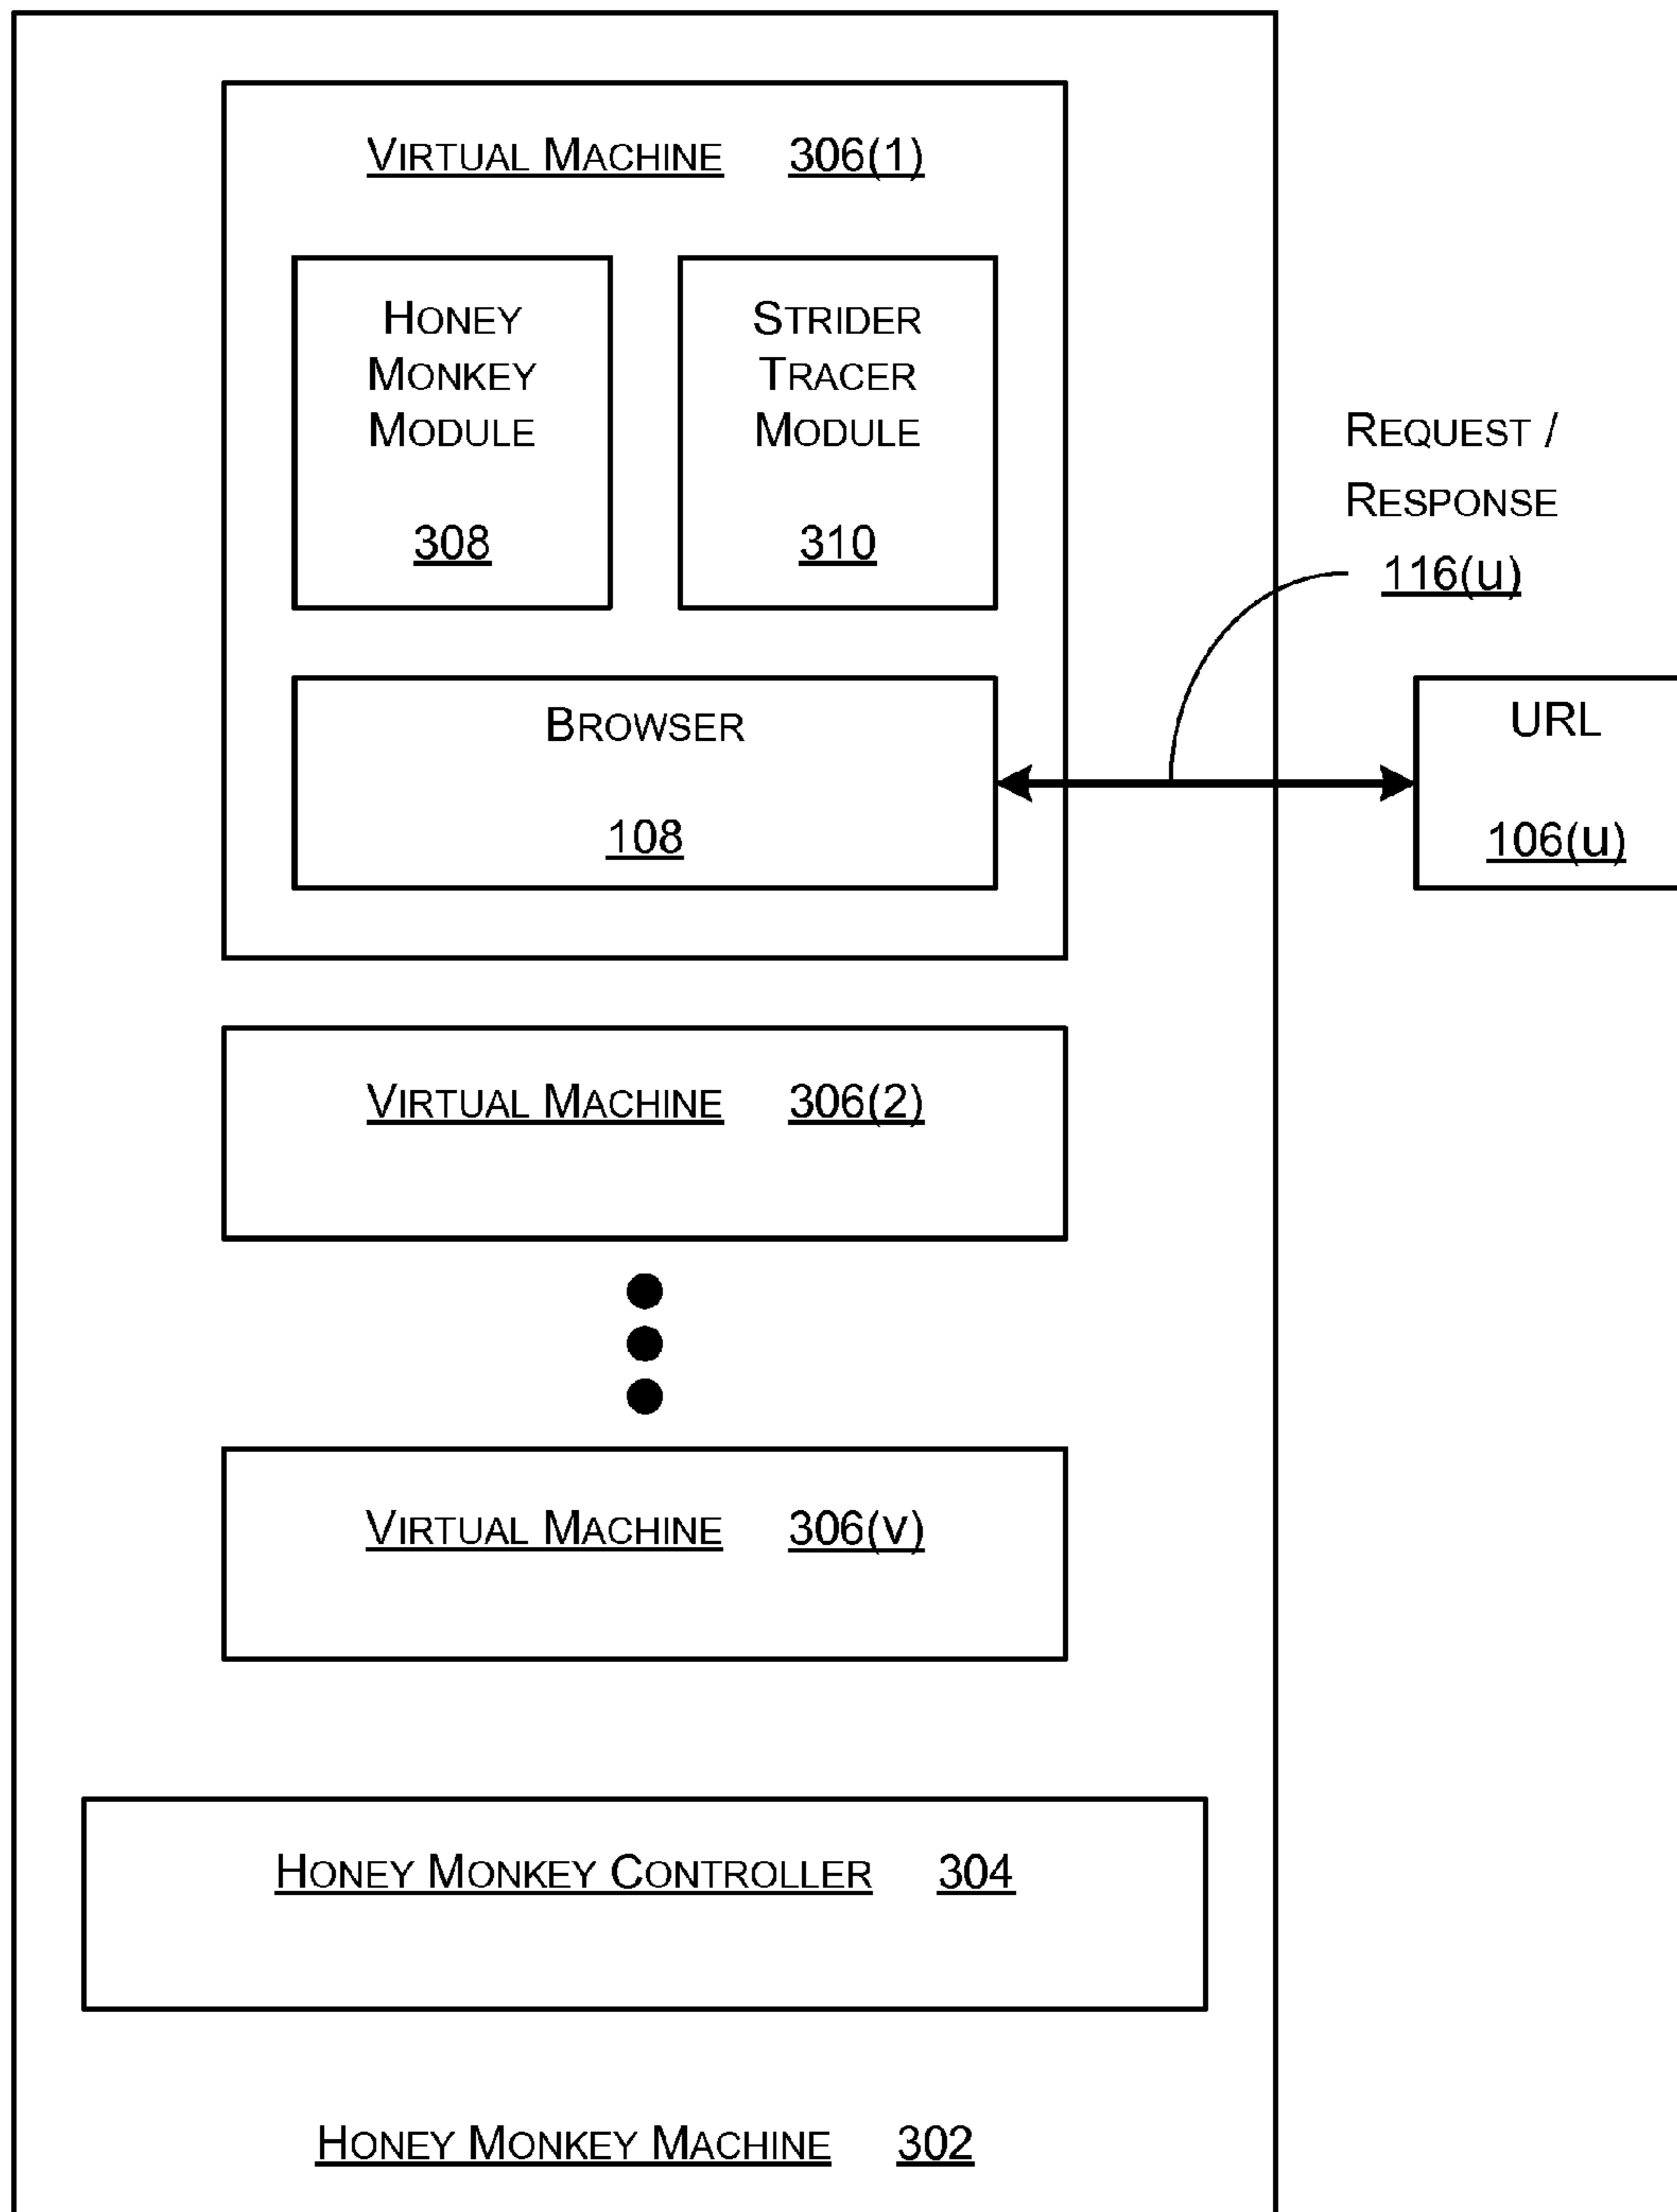 VIRTUAL MACHINE 306(1)
HONEY
MONKEY
MODULE
308
STRIDER
TRACER
MODULE
310
REQUEST /
RESPONSE
116(u)
BROWSER
108
URL
106(u)
VIRTUAL MACHINE 306(2)
VIRTUAL MACHINE 306(v)
HONEY MONKEY CONTROLLER 304
HONEY MONKEY MACHINE 302